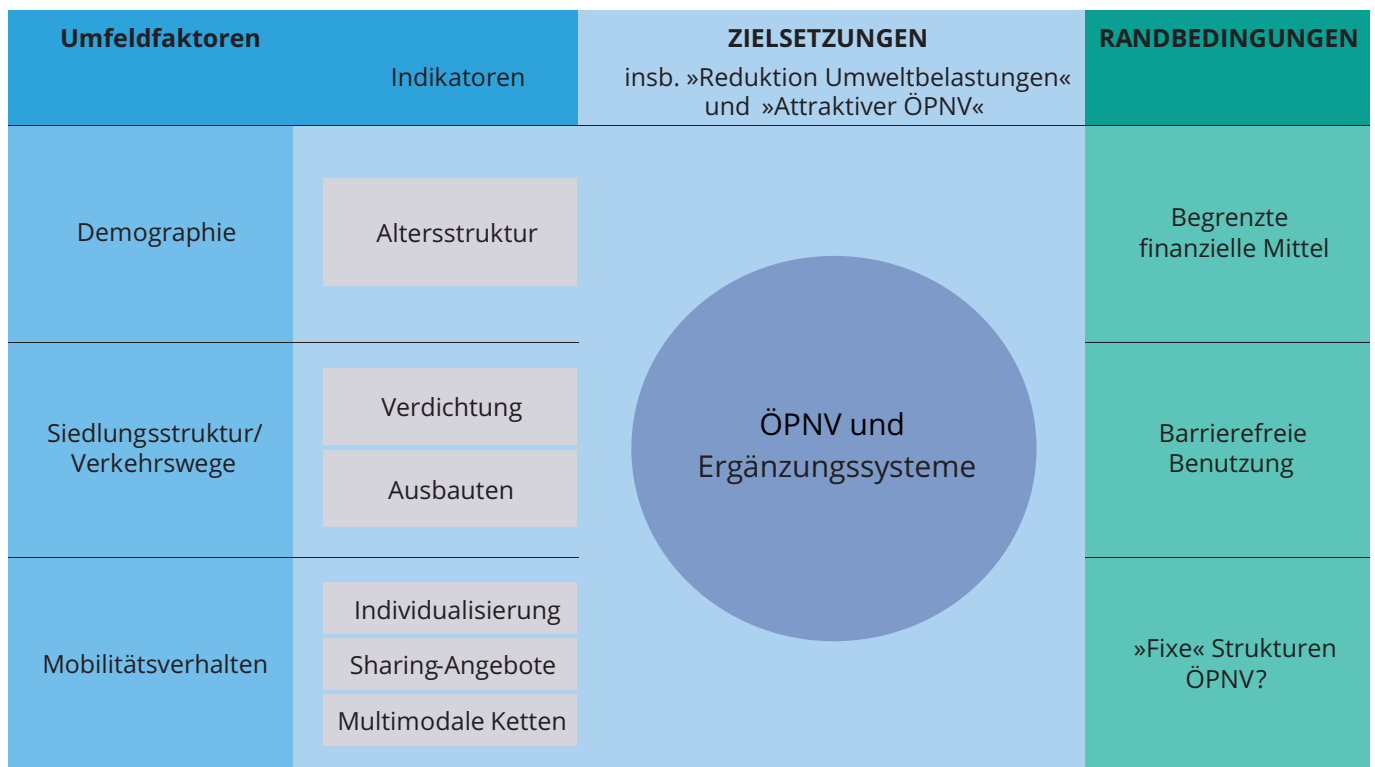 Umfeldfaktoren
Indikatoren
ZIELSETZUNGEN
insb. »Reduktion Umweltbelastungen«
und »Attraktiver ÖPNV«
RANDBEDINGUNGEN
Demographie
Altersstruktur
Begrenzte
finanzielle Mittel
Siedlungsstruktur/
Verkehrswege
Verdichtung
Ausbauten
ÖPNV und
Ergänzungssysteme
Barrierefreie
Benutzung
Mobilitätsverhalten
Individualisierung
Sharing-Angebote
Multimodale Ketten
»Fixe« Strukturen
ÖPNV?